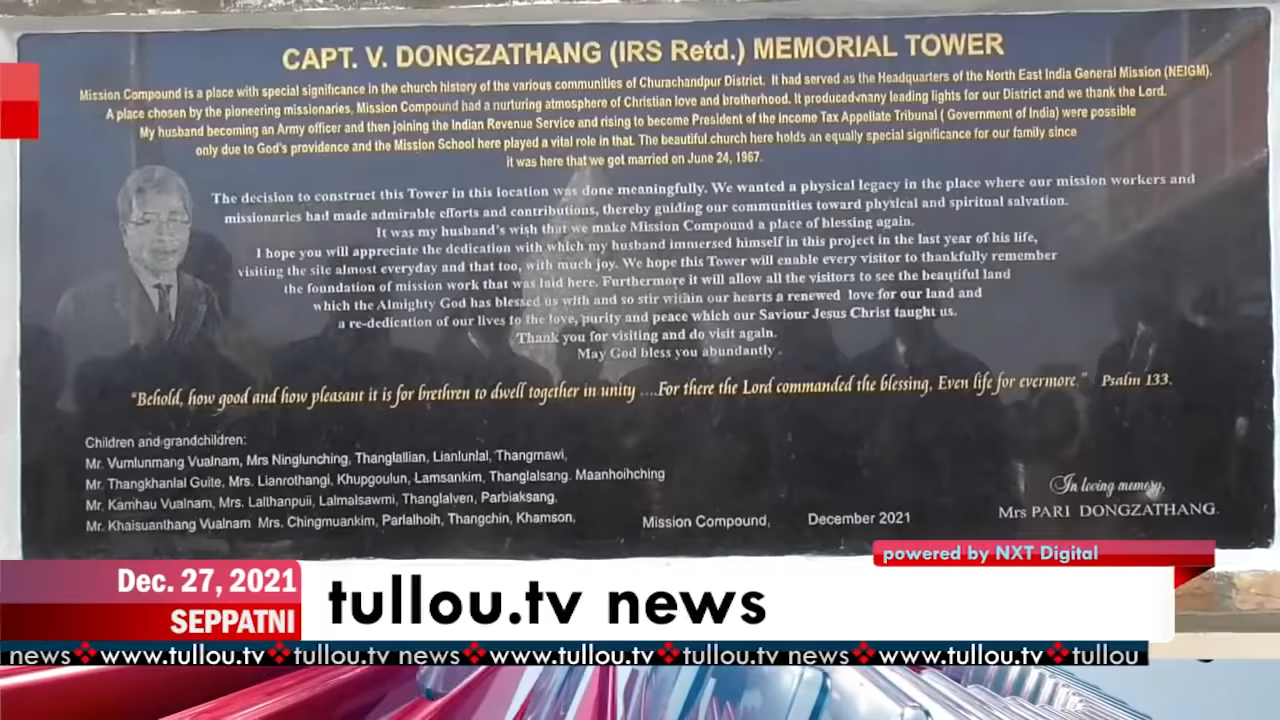 CAPT. V. DONGZATHANG (IRS Retd.) MEMORIAL TOWER
Mission Compound is a place with special significance in the church history of the various communities of Churachandpur District. It had served as the Headquarters of the North East India General Mission (NEIGM).
A place chosen by the pioneering missionaries, Mission Compound had a nurturing atmosphere of Christian love and brotherhood. It produced many leading lights for our District and we thank the Lord.
My husband becoming an Army officer and then joining the Indian Revenue Service and rising to become President of the Income Tax Appellate Tribunal ( Government of India) were possible
only due to God's providence and the Mission School here played a vital role in that. The beautiful church here holds an equally special significance for our family since
it was here that we got married on June 24, 1967.
The decision to construct this Tower in this location was done meaningfully. We wanted a physical legacy in the place where our mission workers and
missionaries had made admirable efforts and contributions, thereby guiding our communities toward physical and spiritual salvation.
It was my husband's wish that we make Mission Compound a place of blessing again.
I hope you will appreciate the dedication with which my husband immersed himself in this project in the last year of his life,
visiting the site almost everyday and that too, with much joy. We hope this Tower will enable every visitor to thankfully remember
the foundation of mission work that was laid here. Furthermore it will allow all the visitors to see the beautiful land
which the Almighty God has blessed us with and so stir within our hearts a renewed love for our land and
a re-dedication of our lives to the love, purity and peace which our Saviour Jesus Christ taught us.
Thank you for visiting and do visit again.
May God bless you abundantly.
"Behold, how good and how pleasant it is for brethren to dwell together in unity ....For there the Lord commanded the blessing, Even life for evermore." Psalm 133.
Children and grandchildren:
Mr. Vumlunmang Vualnam, Mrs Ninglunching, Thanglallian, Lianlunlal, Thangmawi,
Mr. Thangkhanlal Guite, Mrs. Lianrothangi, Khupgoulun, Lamsankim, Thanglalsang. Maanhoihching
Mr. Kamhau Vualnam, Mrs. Lalthanpuii, Lalmalsawmi, Thanglalven, Parbiaksang,
Mr. Khaisuanthang Vualnam Mrs. Chingmuankim, Parlalhoih, Thangchin, Khamson,
Mission Compound, December 2021
In loving memory,
Mrs PARI DONGZATHANG.
powered by NXT Digital
Dec. 27, 2021
SEPPATNI
tullou.tv news
news www.tullou.tv tullou.tv news www.tullou.tv tullou.tv news www.tullou.tv tullou